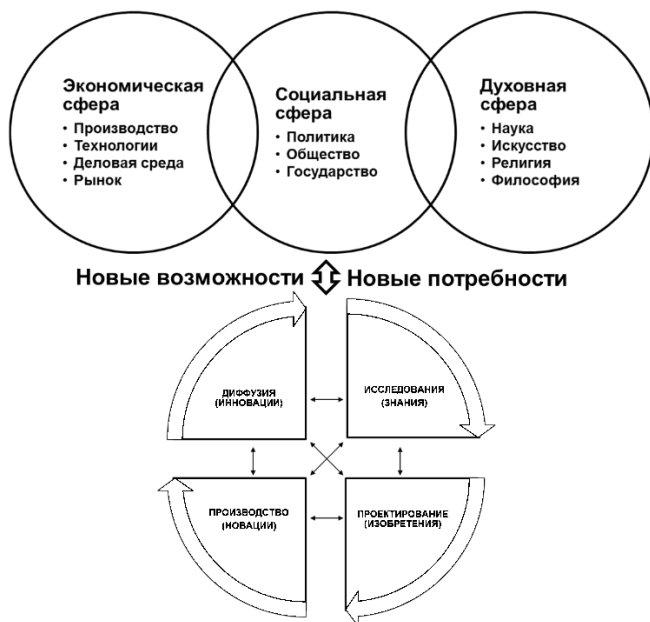 Экономическая
сфера
• Производство
• Технологии
• Деловая среда
• Рынок
Социальная
сфера
• Политика
• Общество
• Государство
Духовная
сфера
• Наука
• Искусство
• Религия
• Философия
Новые возможности
Новые потребности
ДИФФУЗИЯ
(ИННОВАЦИИ)
ИССЛЕДОВАНИЯ
(ЗНАНИЯ)
ПРОИЗВОДСТВО
(НОВАЦИИ)
ПРОЕКТИРОВАНИЕ
(ИЗОБРЕТЕНИЯ)